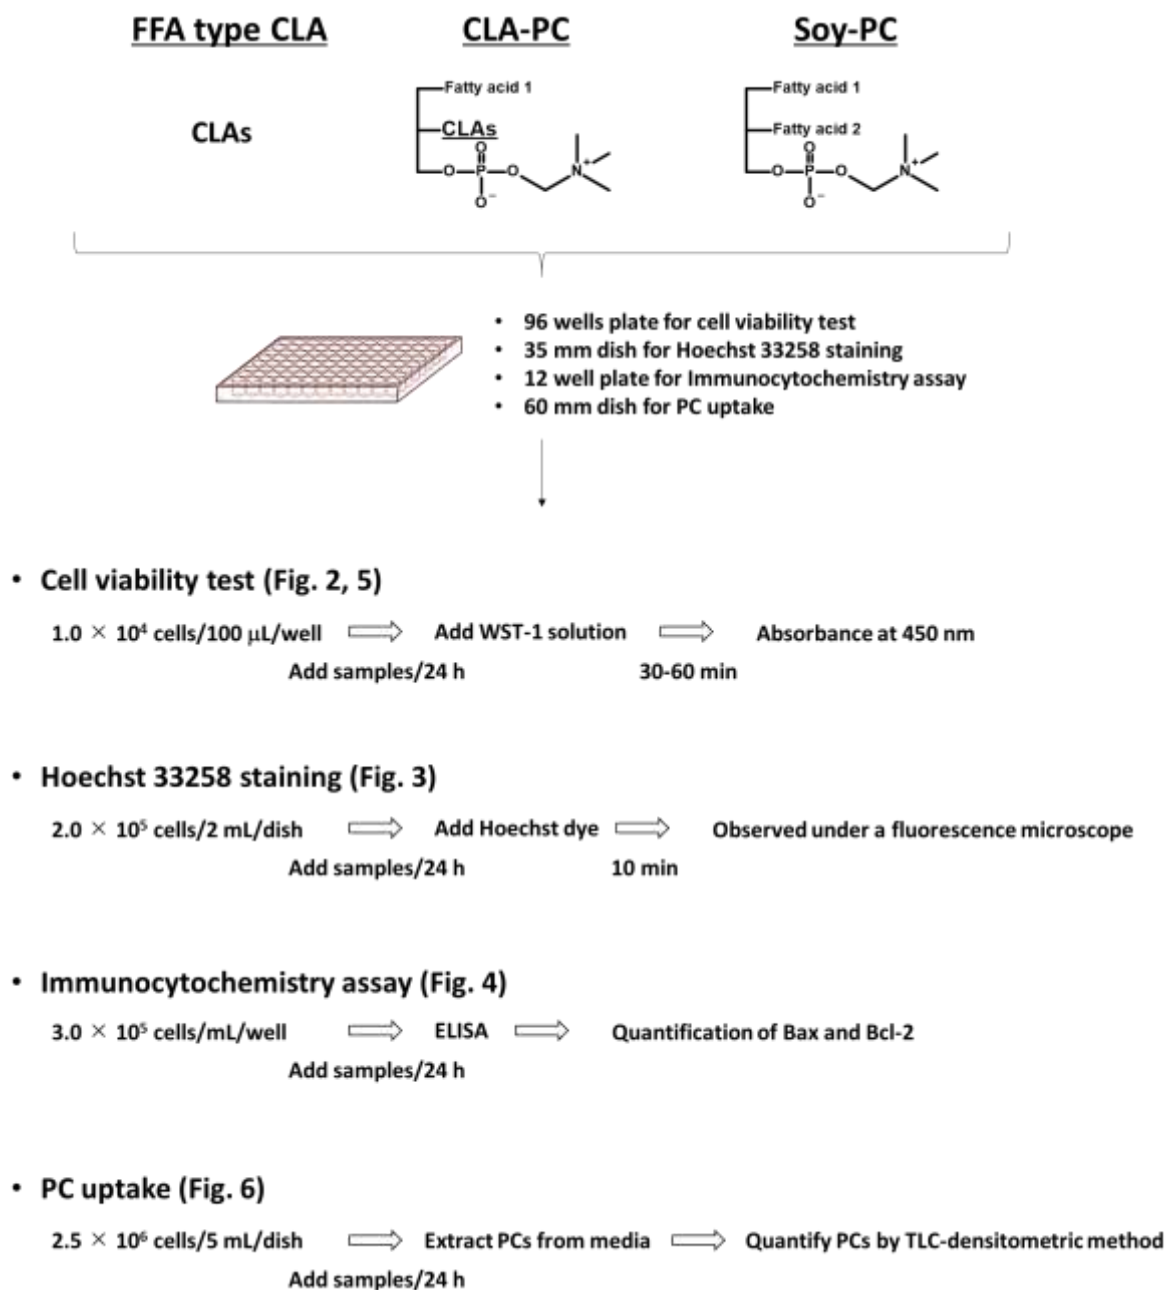 FFA type CLA CLA-PC Soy-PC
Fatty acid 1 Fatty acid 1
CLAs CLAs Fatty acid 2
O O
O P O N+ O P O N+
O− O−
• 96 wells plate for cell viability test
• 35 mm dish for Hoechst 33258 staining
• 12 well plate for Immunocytochemistry assay
• 60 mm dish for PC uptake
• Cell viability test (Fig. 2, 5)
1.0 × 10⁴ cells/100 μL/well Add WST-1 solution Absorbance at 450 nm
Add samples/24 h 30-60 min
• Hoechst 33258 staining (Fig. 3)
2.0 × 10⁵ cells/2 mL/dish Add Hoechst dye Observed under a fluorescence microscope
Add samples/24 h 10 min
• Immunocytochemistry assay (Fig. 4)
3.0 × 10⁵ cells/mL/well ELISA Quantification of Bax and Bcl-2
Add samples/24 h
• PC uptake (Fig. 6)
2.5 × 10⁶ cells/5 mL/dish Extract PCs from media Quantify PCs by TLC-densitometric method
Add samples/24 h